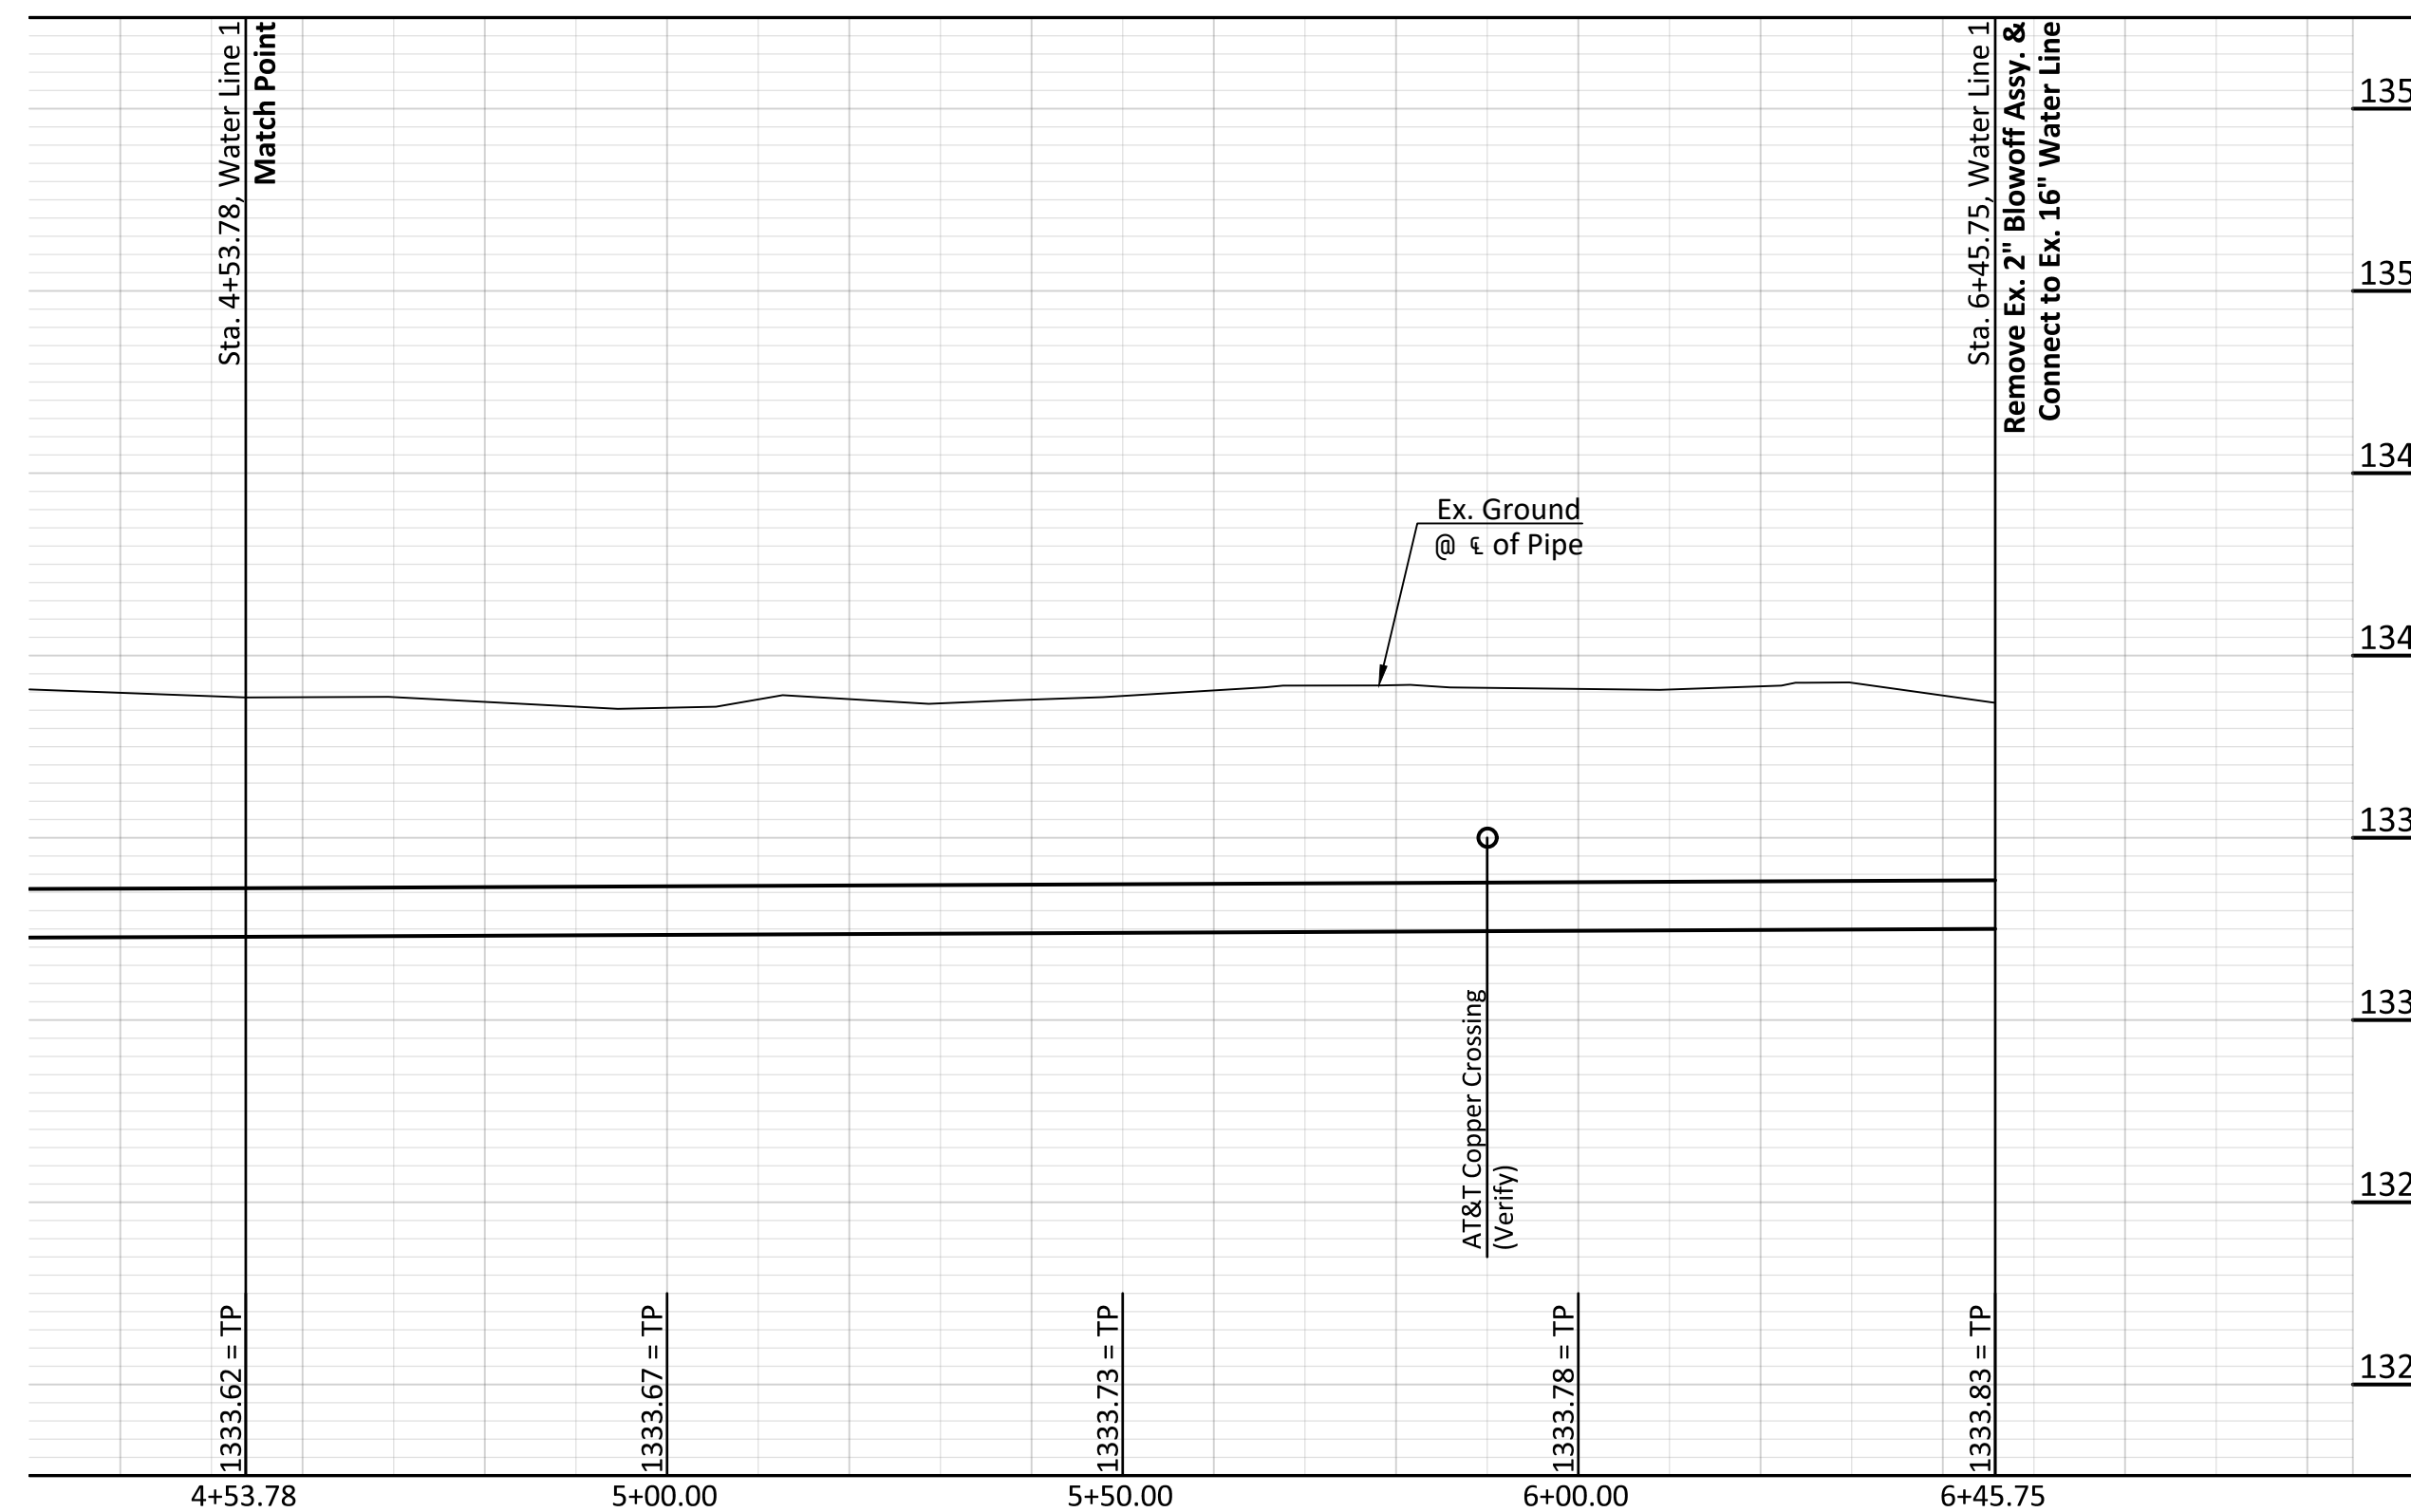 Sta. 4+53.78, Water Line 1
Match Point
Sta. 6+45.75, Water Line 1
Remove Ex. 2" Blowoff Assy. &
Connect to Ex. 16" Water Line
135
135
134
134
133
133
132
132
Ex. Ground
@ ℄ of Pipe
AT&T Copper Crossing
(Verify)
1333.62 = TP
1333.67 = TP
1333.73 = TP
1333.78 = TP
1333.83 = TP
4+53.78
5+00.00
5+50.00
6+00.00
6+45.75